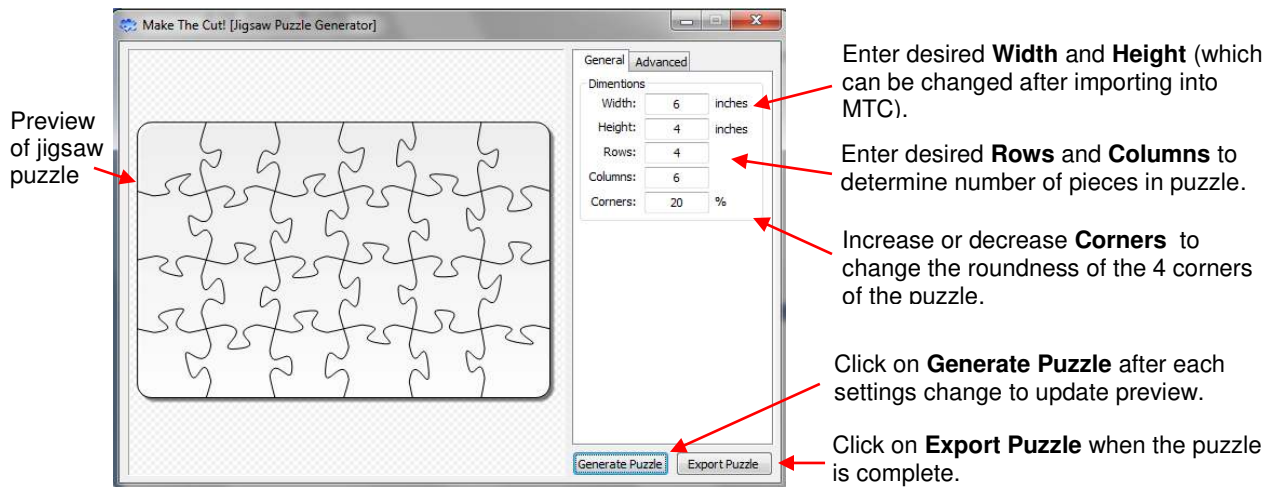 Make The Cut! [Jigsaw Puzzle Generator]
Preview
of jigsaw
puzzle
General Advanced
Dimentions
Width: 6 inches
Height: 4 inches
Rows: 4
Columns: 6
Corners: 20 %
Generate Puzzle Export Puzzle
Enter desired Width and Height (which
can be changed after importing into
MTC).
Enter desired Rows and Columns to
determine number of pieces in puzzle.
Increase or decrease Corners to
change the roundness of the 4 corners
of the puzzle.
Click on Generate Puzzle after each
settings change to update preview.
Click on Export Puzzle when the puzzle
is complete.